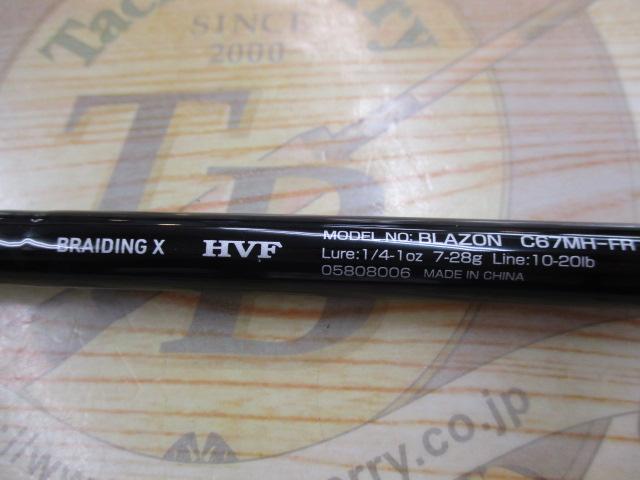 SINCE
2000
TB
BRAIDING X HVF
MODEL NO: BLAZON C67MH-FR
Lure:1/4-1oz 7-28g Line:10-20lb
05808006 MADE IN CHINA